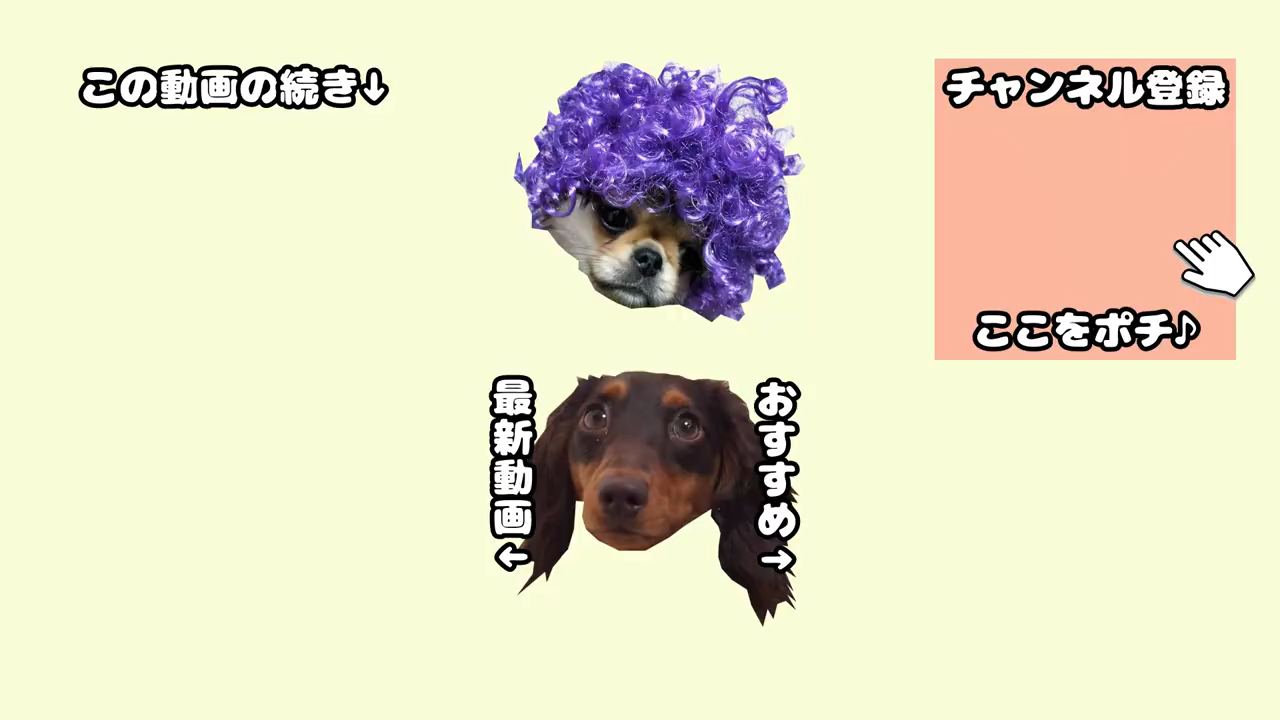 この動画の続き↓
チャンネル登録
ここをポチ♪
最新動画←
おすすめ→